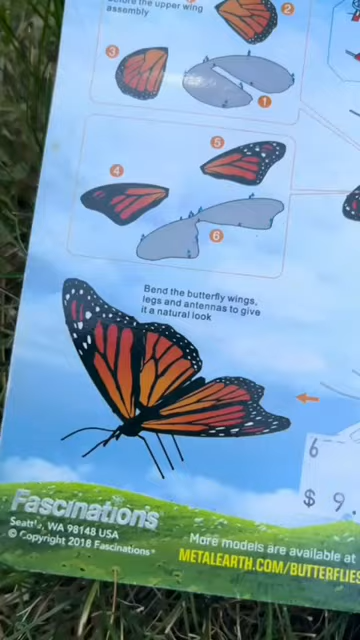 before the upper wing
assembly
2
3
1
5
4
6
Bend the butterfly wings,
legs and antennas to give
it a natural look
6
$ 9.
Fascinations
Seattle, WA 98148 USA
© Copyright 2018 Fascinations®
More models are available at
METALEARTH.COM/BUTTERFLIES